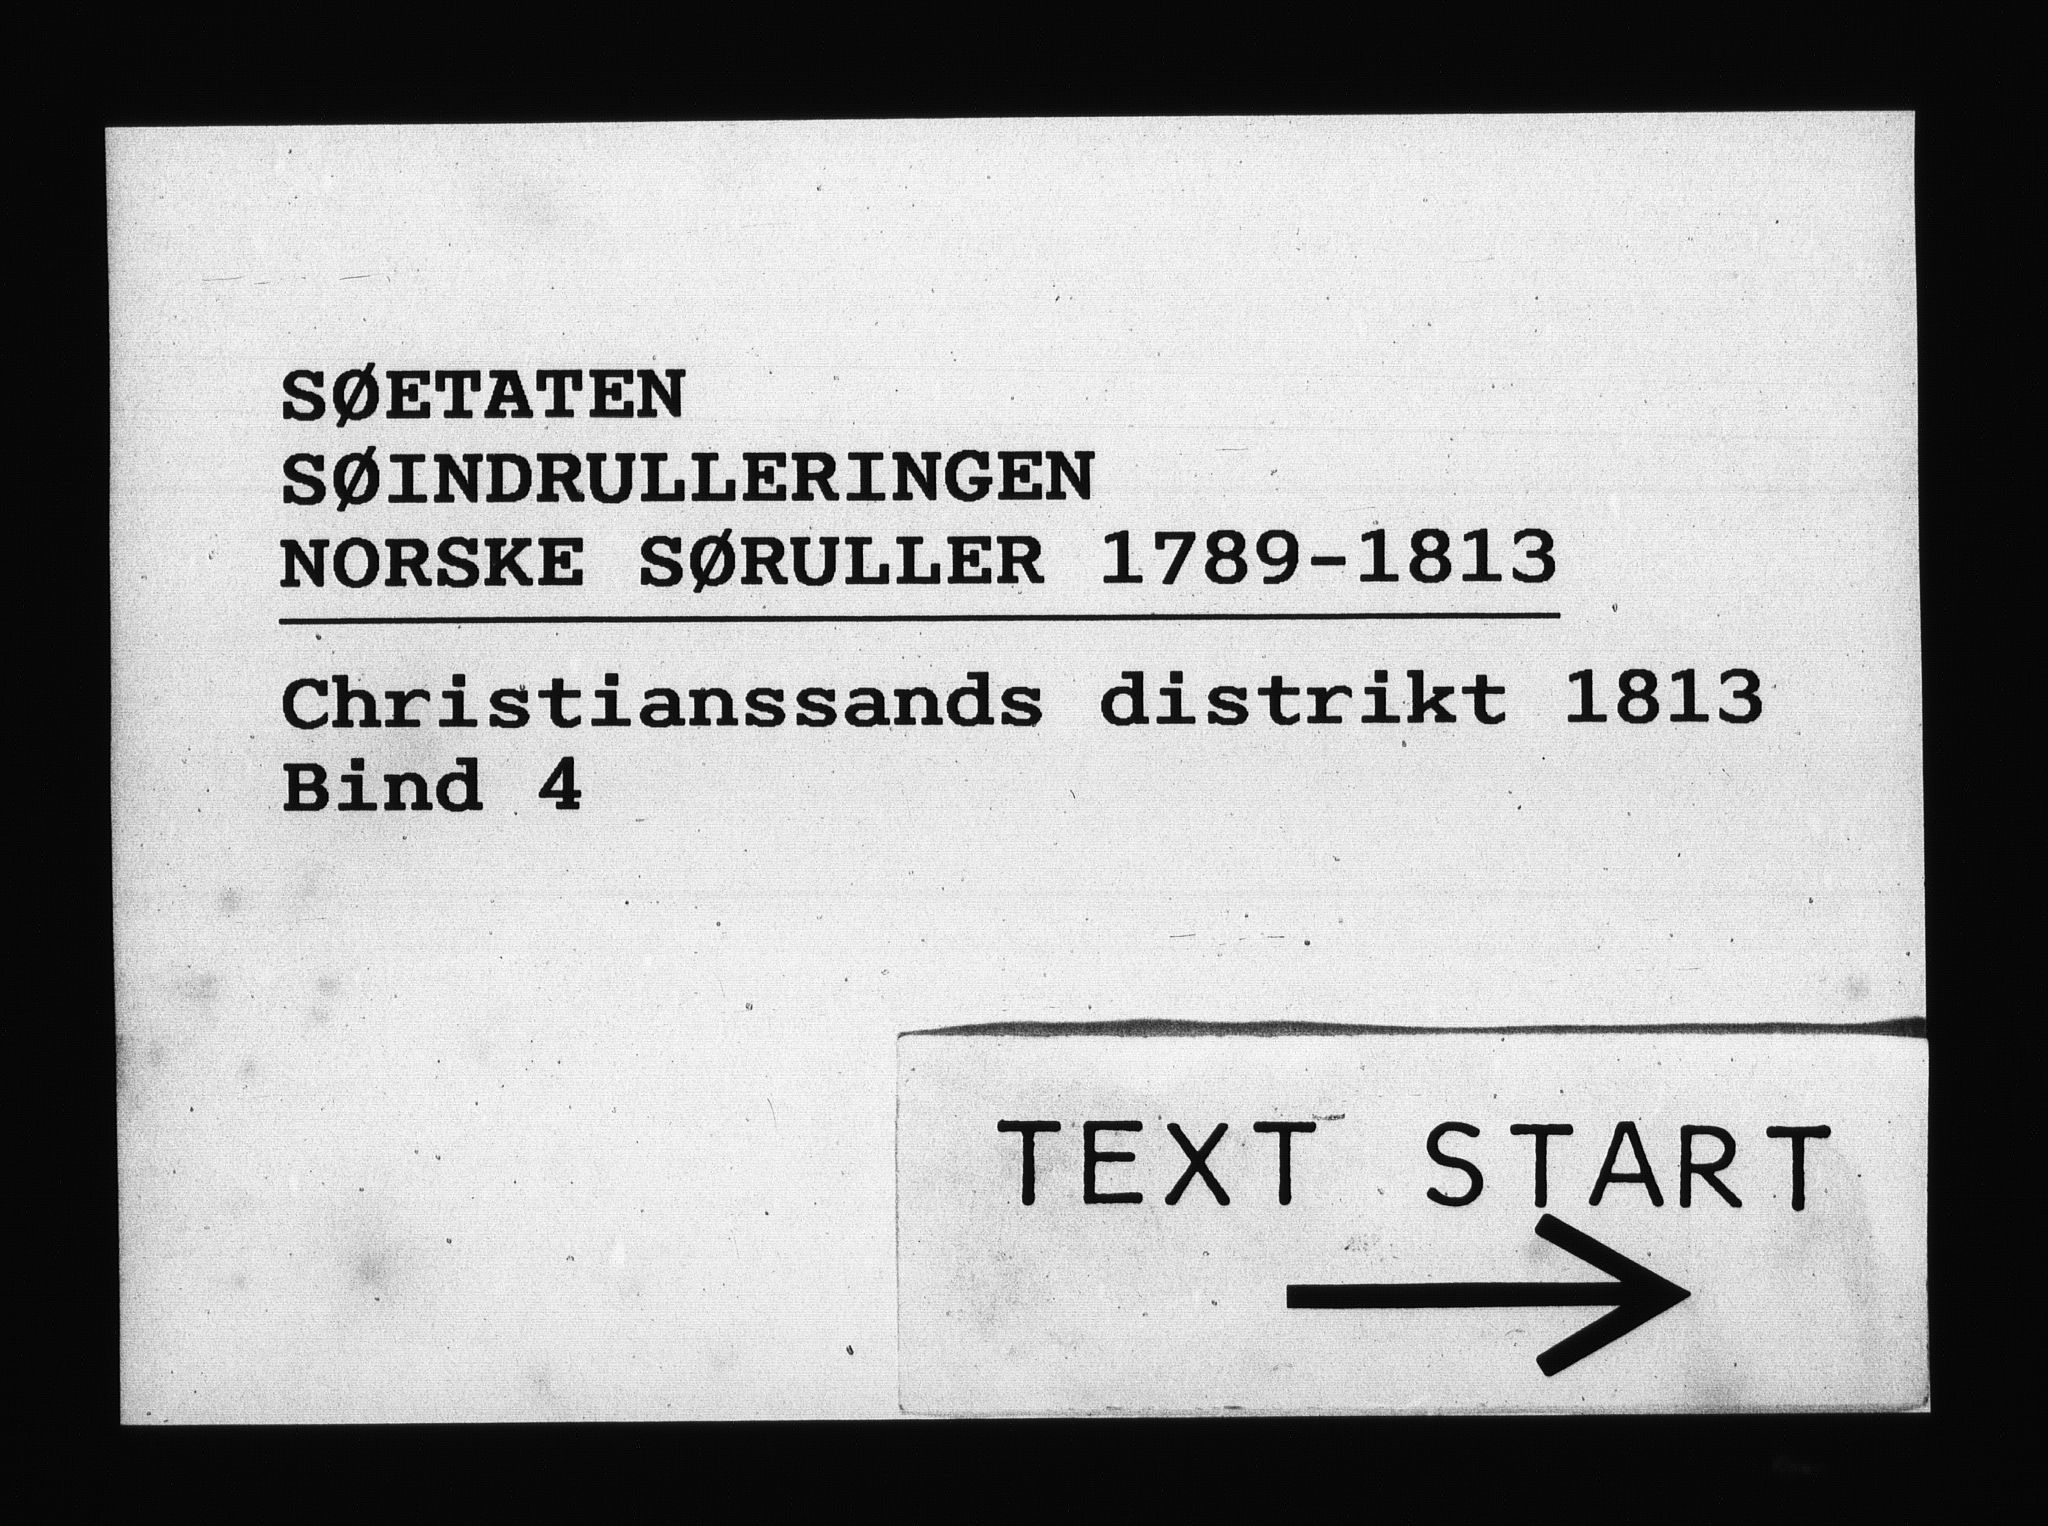 SØETATEN
SØINDRULLERINGEN
NORSKE SØRULLER 1789-1813
Christianssands distrikt 1813
Bind 4
TEXT START